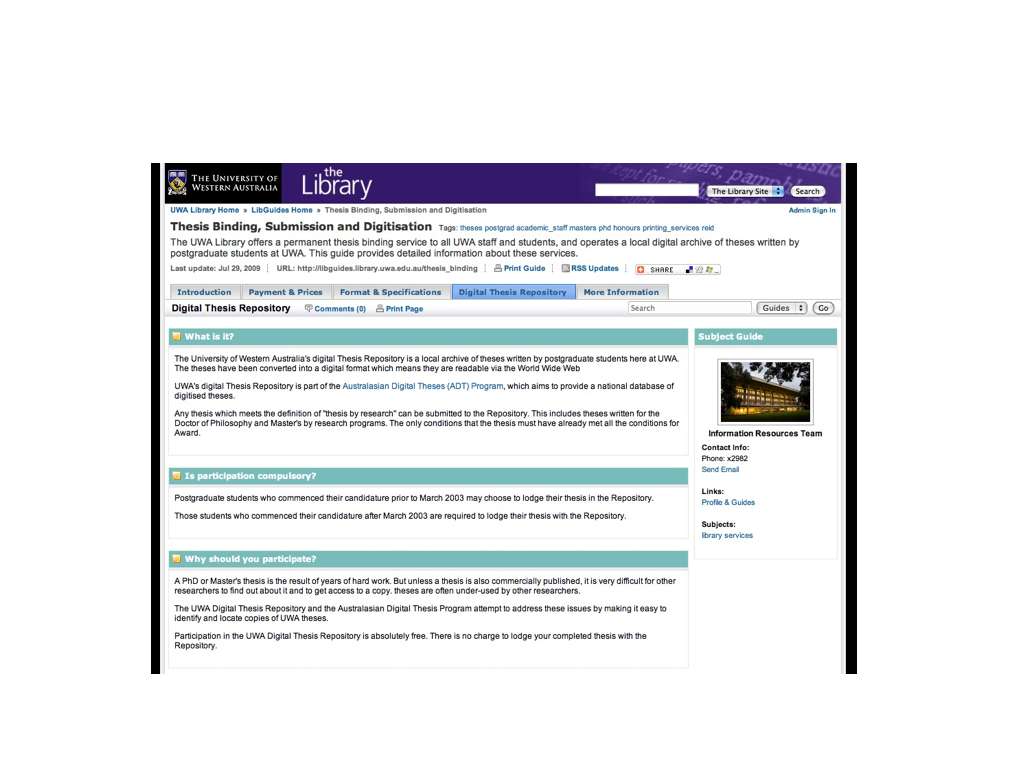 THE UNIVERSITY OF
WESTERN AUSTRALIA
the
Library
The Library Site
Search
UWA Library Home » LibGuides Home » Thesis Binding, Submission and Digitisation
Admin Sign In
Thesis Binding, Submission and Digitisation Tags: theses postgrad academic_staff masters phd honours printing_services reid
The UWA Library offers a permanent thesis binding service to all UWA staff and students, and operates a local digital archive of theses written by
postgraduate students at UWA. This guide provides detailed information about these services.
Last update: Jul 29, 2009 URL: http://libguides.library.uwa.edu.au/thesis_binding Print Guide RSS Updates SHARE
Introduction Payment & Prices Format & Specifications Digital Thesis Repository More Information
Digital Thesis Repository Comments (0) Print Page Search Guides Go
What is it?
The University of Western Australia's digital Thesis Repository is a local archive of theses written by postgraduate students here at UWA.
The theses have been converted into a digital format which means they are readable via the World Wide Web
UWA's digital Thesis Repository is part of the Australasian Digital Theses (ADT) Program, which aims to provide a national database of
digitised theses.
Any thesis which meets the definition of "thesis by research" can be submitted to the Repository. This includes theses written for the
Doctor of Philosophy and Master's by research programs. The only conditions that the thesis must have already met all the conditions for
Award.
Is participation compulsory?
Postgraduate students who commenced their candidature prior to March 2003 may choose to lodge their thesis in the Repository.
Those students who commenced their candidature after March 2003 are required to lodge their thesis with the Repository.
Why should you participate?
A PhD or Master's thesis is the result of years of hard work. But unless a thesis is also commercially published, it is very difficult for other
researchers to find out about it and to get access to a copy. theses are often under-used by other researchers.
The UWA Digital Thesis Repository and the Australasian Digital Thesis Program attempt to address these issues by making it easy to
identify and locate copies of UWA theses.
Participation in the UWA Digital Thesis Repository is absolutely free. There is no charge to lodge your completed thesis with the
Repository.
Subject Guide
Information Resources Team
Contact Info:
Phone: x2982
Send Email
Links:
Profile & Guides
Subjects:
library services